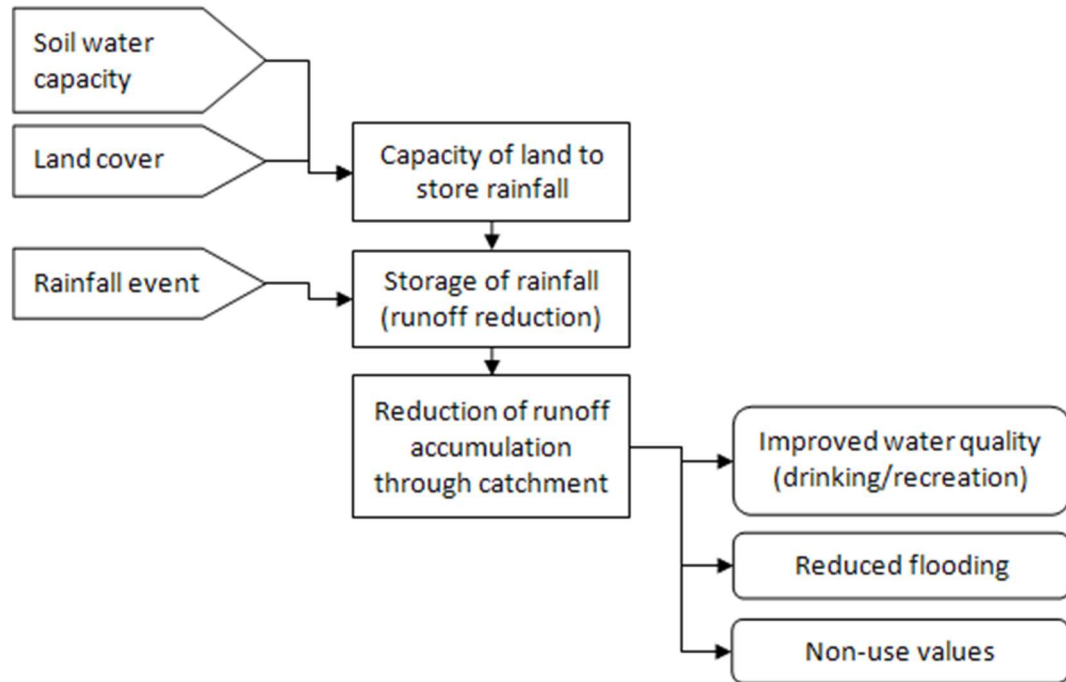 Soil water
capacity
Land cover
Capacity of land to
store rainfall
Rainfall event
Storage of rainfall
(runoff reduction)
Reduction of runoff
accumulation
through catchment
Improved water quality
(drinking/recreation)
Reduced flooding
Non-use values